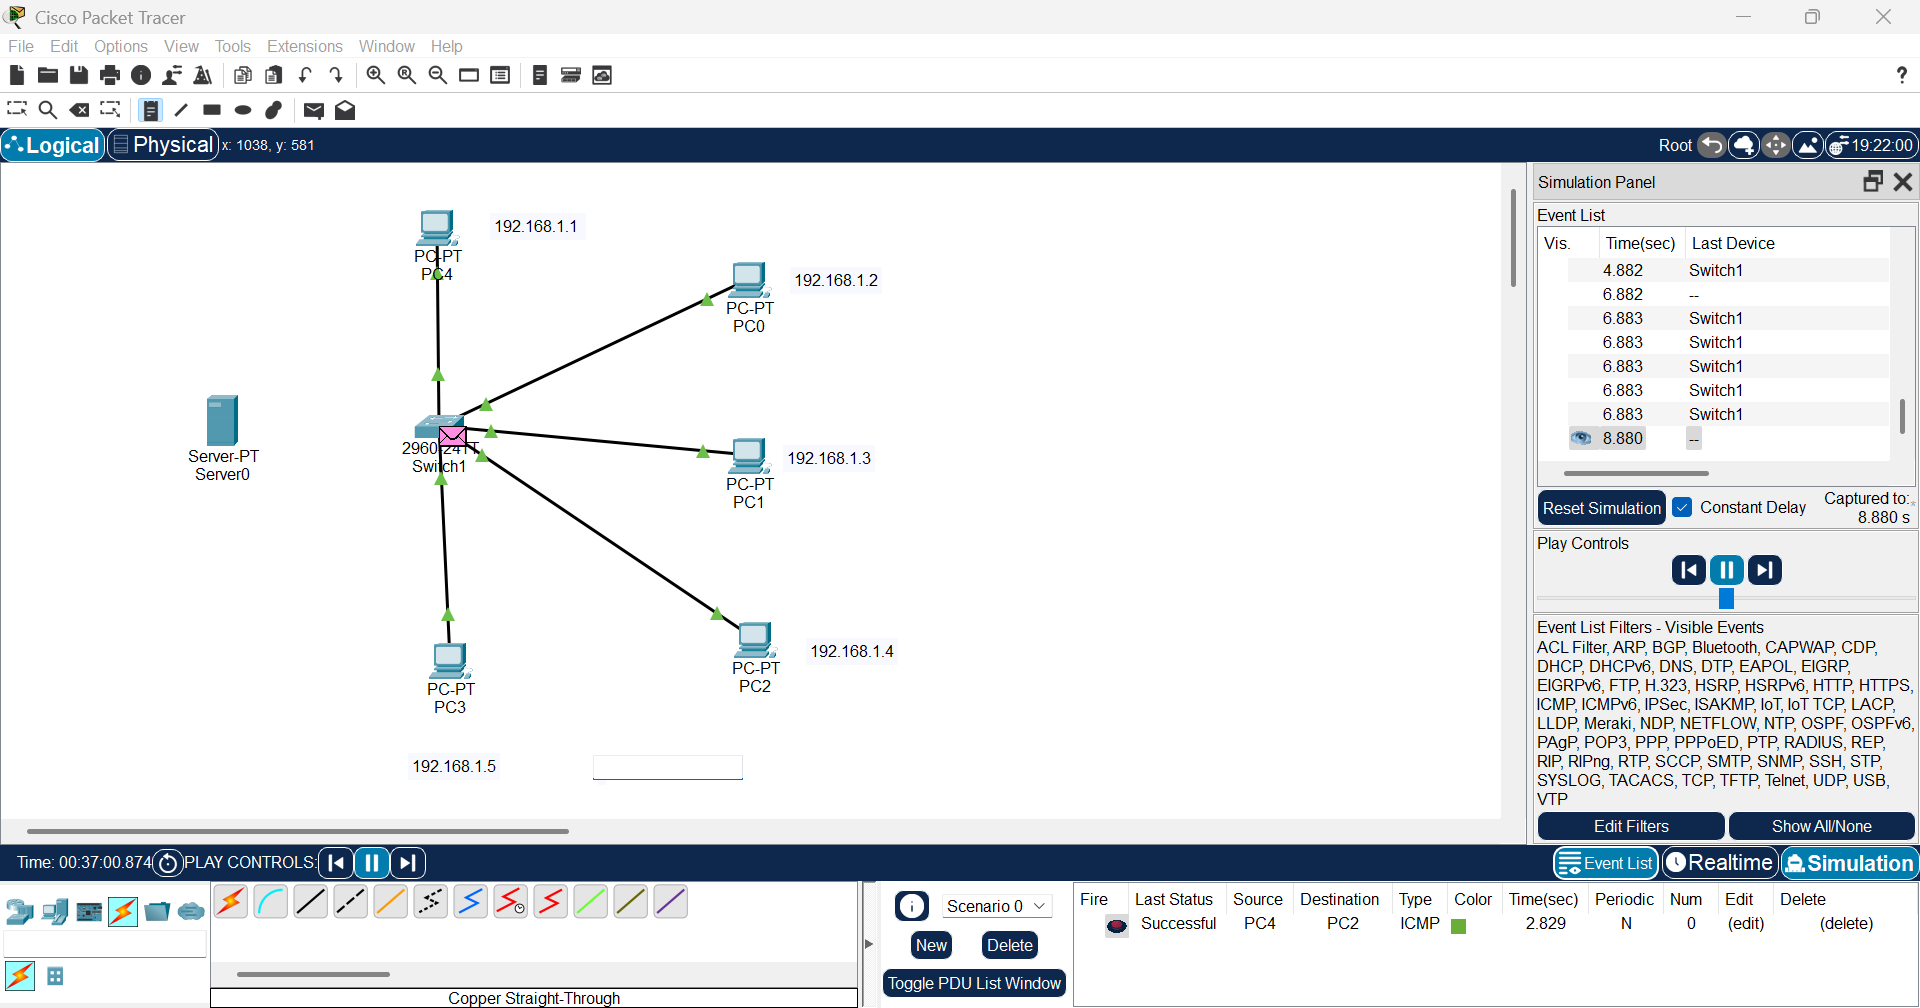 Cisco Packet Tracer
File Edit Options View Tools Extensions Window Help
Logical Physical x: 1038, y: 581
Root 19:22:00
192.168.1.1
PC-PT
PC4
192.168.1.2
PC-PT
PC0
192.168.1.3
PC-PT
PC1
Server-PT
Server0
2960-24TT
Switch1
192.168.1.4
PC-PT
PC2
PC-PT
PC3
192.168.1.5
Simulation Panel
Event List
Vis. Time(sec) Last Device
4.882 Switch1
6.882 --
6.883 Switch1
6.883 Switch1
6.883 Switch1
6.883 Switch1
6.883 Switch1
8.880 --
Reset Simulation Constant Delay Captured to:
8.880 s
Play Controls
Event List Filters - Visible Events
ACL Filter, ARP, BGP, Bluetooth, CAPWAP, CDP,
DHCP, DHCPv6, DNS, DTP, EAPOL, EIGRP,
EIGRPv6, FTP, H.323, HSRP, HSRPv6, HTTP, HTTPS,
ICMP, ICMPv6, IPSec, ISAKMP, IoT, IoT TCP, LACP,
LLDP, Meraki, NDP, NETFLOW, NTP, OSPF, OSPFv6,
PAgP, POP3, PPP, PPPoED, PTP, RADIUS, REP,
RIP, RIPng, RTP, SCCP, SMTP, SNMP, SSH, STP,
SYSLOG, TACACS, TCP, TFTP, Telnet, UDP, USB,
VTP
Edit Filters Show All/None
Time: 00:37:00.874 PLAY CONTROLS:
Event List Realtime Simulation
Copper Straight-Through
Scenario 0
New Delete
Toggle PDU List Window
Fire Last Status Source Destination Type Color Time(sec) Periodic Num Edit Delete
Successful PC4 PC2 ICMP 2.829 N 0 (edit) (delete)